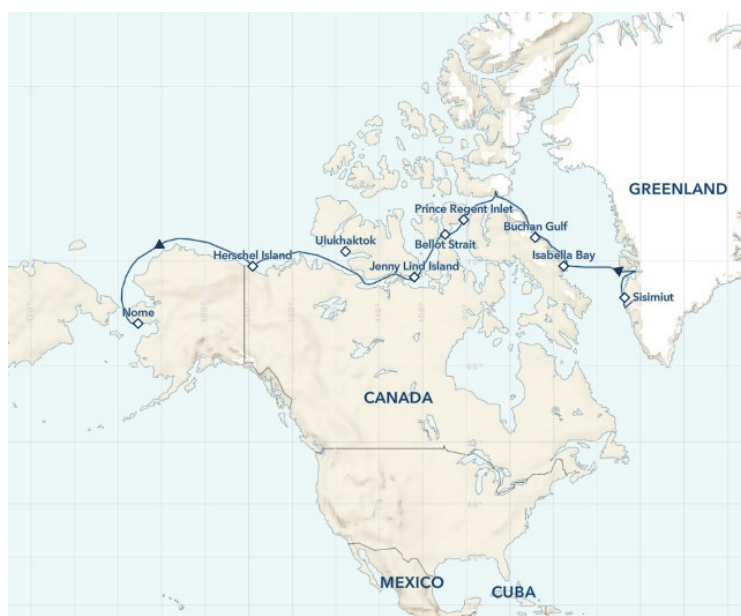 GREENLAND
Prince Regent Inlet
Buchan Gulf
Ulukhaktok
Bellot Strait
Herschel Island
Isabella Bay
Jenny Lind Island
Sisimiut
Nome
CANADA
MEXICO
CUBA